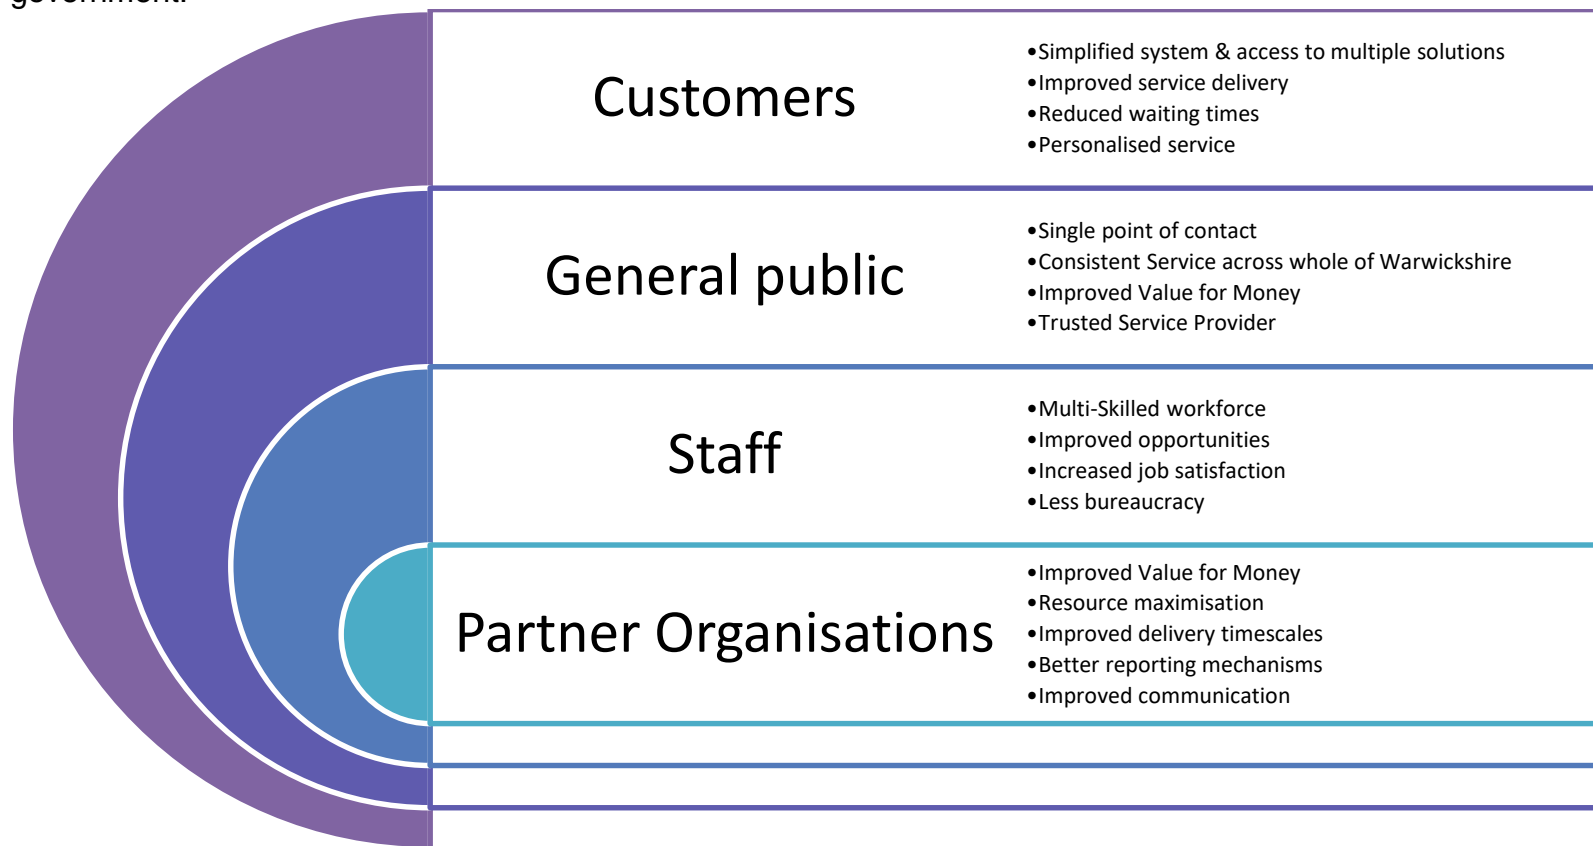 government.
Customers
•Simplified system & access to multiple solutions
•Improved service delivery
•Reduced waiting times
•Personalised service
General public
•Single point of contact
•Consistent Service across whole of Warwickshire
•Improved Value for Money
•Trusted Service Provider
Staff
•Multi-Skilled workforce
•Improved opportunities
•Increased job satisfaction
•Less bureaucracy
Partner Organisations
•Improved Value for Money
•Resource maximisation
•Improved delivery timescales
•Better reporting mechanisms
•Improved communication